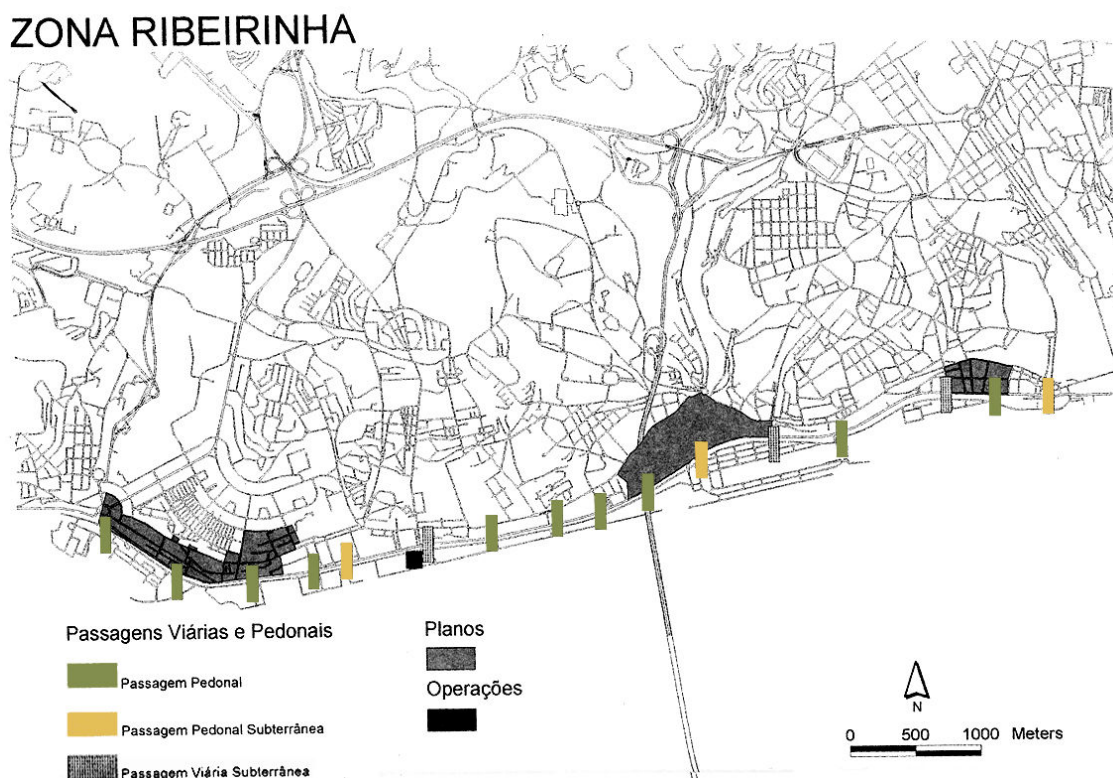 ZONA RIBEIRINHA
Passagens Viárias e Pedonais
Passagem Pedonal
Passagem Pedonal Subterrânea
Passagem Viária Subterrânea
Planos
Operações
N
0 500 1000 Meters